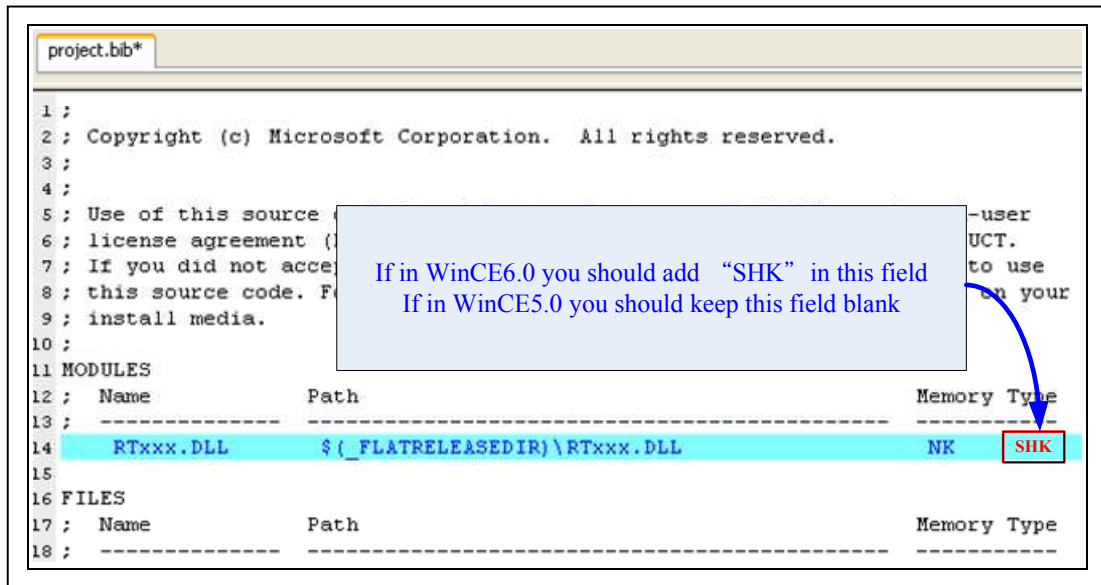 project.bib*
1 ;
2 ; Copyright (c) Microsoft Corporation.  All rights reserved.
3 ;
4 ;
5 ; Use of this source -user
6 ; license agreement ( UCT.
7 ; If you did not acce to use
8 ; this source code. F on your
9 ; install media.
10 ;
If in WinCE6.0 you should add “SHK” in this field
If in WinCE5.0 you should keep this field blank
11 MODULES
12 ;  Name  Path  Memory Type
13 ;  --------------  ---------------------------------------------  -----------
14  RTxxx.DLL  $(_FLATRELEASEDIR)\RTxxx.DLL  NK  SHK
15
16 FILES
17 ;  Name  Path  Memory Type
18 ;  --------------  ---------------------------------------------  -----------